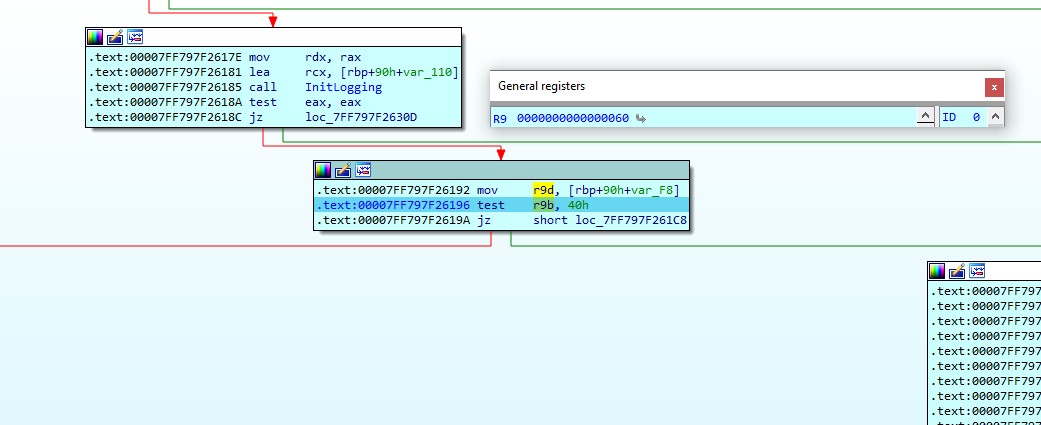 .text:00007FF797F2617E mov rdx, rax
.text:00007FF797F26181 lea rcx, [rbp+90h+var_110]
.text:00007FF797F26185 call InitLogging
.text:00007FF797F2618A test eax, eax
.text:00007FF797F2618C jz loc_7FF797F2630D
General registers
x
R9 0000000000000060
ID 0
.text:00007FF797F26192 mov r9d, [rbp+90h+var_F8]
.text:00007FF797F26196 test r9b, 40h
.text:00007FF797F2619A jz short loc_7FF797F261C8
.text:00007FF797
.text:00007FF797
.text:00007FF797
.text:00007FF797
.text:00007FF797
.text:00007FF797
.text:00007FF797
.text:00007FF797
.text:00007FF797